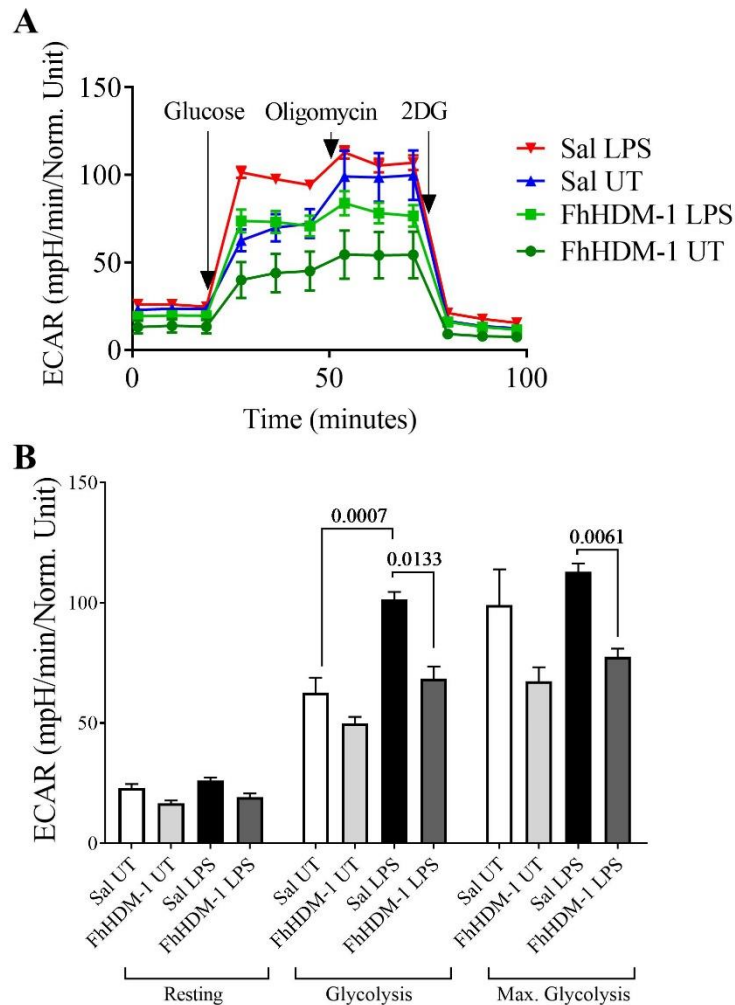 A
ECAR (mpH/min/Norm. Unit)
150
100
50
0
Glucose
Oligomycin
2DG
Sal LPS
Sal UT
FhHDM-1 LPS
FhHDM-1 UT
0
50
100
Time (minutes)
B
ECAR (mpH/min/Norm. Unit)
150
100
50
0
0.0007
0.0133
0.0061
Sal UT
FhHDM-1 UT
Sal LPS
FhHDM-1 LPS
Sal UT
FhHDM-1 UT
Sal LPS
FhHDM-1 LPS
Sal UT
FhHDM-1 UT
Sal LPS
FhHDM-1 LPS
Resting
Glycolysis
Max. Glycolysis